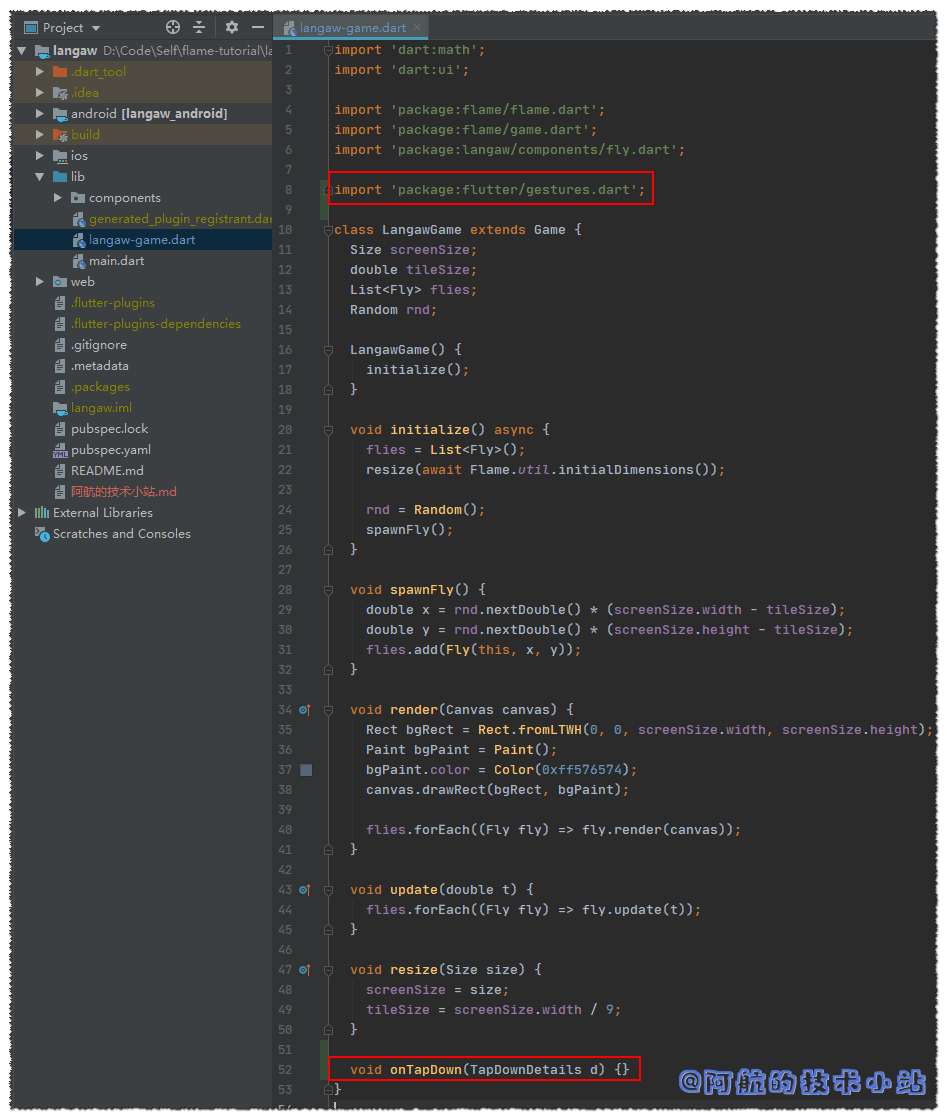 Project
langaw D:\Code\Self\flame-tutorial\la
.dart_tool
.idea
android [langaw_android]
build
ios
lib
components
generated_plugin_registrant.dar
langaw-game.dart
main.dart
web
.flutter-plugins
.flutter-plugins-dependencies
.gitignore
.metadata
.packages
langaw.iml
pubspec.lock
pubspec.yaml
README.md
阿航的技术小站.md
External Libraries
Scratches and Consoles
langaw-game.dart
1 import 'dart:math';
2 import 'dart:ui';
3
4 import 'package:flame/flame.dart';
5 import 'package:flame/game.dart';
6 import 'package:langaw/components/fly.dart';
7
8 import 'package:flutter/gestures.dart';
9
10 class LangawGame extends Game {
11 Size screenSize;
12 double tileSize;
13 List<Fly> flies;
14 Random rnd;
15
16 LangawGame() {
17 initialize();
18 }
19
20 void initialize() async {
21 flies = List<Fly>();
22 resize(await Flame.util.initialDimensions());
23
24 rnd = Random();
25 spawnFly();
26 }
27
28 void spawnFly() {
29 double x = rnd.nextDouble() * (screenSize.width - tileSize);
30 double y = rnd.nextDouble() * (screenSize.height - tileSize);
31 flies.add(Fly(this, x, y));
32 }
33
34 void render(Canvas canvas) {
35 Rect bgRect = Rect.fromLTWH(0, 0, screenSize.width, screenSize.height);
36 Paint bgPaint = Paint();
37 bgPaint.color = Color(0xff576574);
38 canvas.drawRect(bgRect, bgPaint);
39
40 flies.forEach((Fly fly) => fly.render(canvas));
41 }
42
43 void update(double t) {
44 flies.forEach((Fly fly) => fly.update(t));
45 }
46
47 void resize(Size size) {
48 screenSize = size;
49 tileSize = screenSize.width / 9;
50 }
51
52 void onTapDown(TapDownDetails d) {}
53 }
@阿航的技术小站